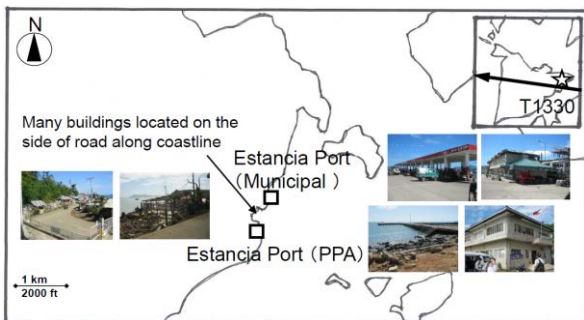 N
T1330
Many buildings located on the
side of road along coastline
Estancia Port
(Municipal )
Estancia Port (PPA)
1 km
2000 ft